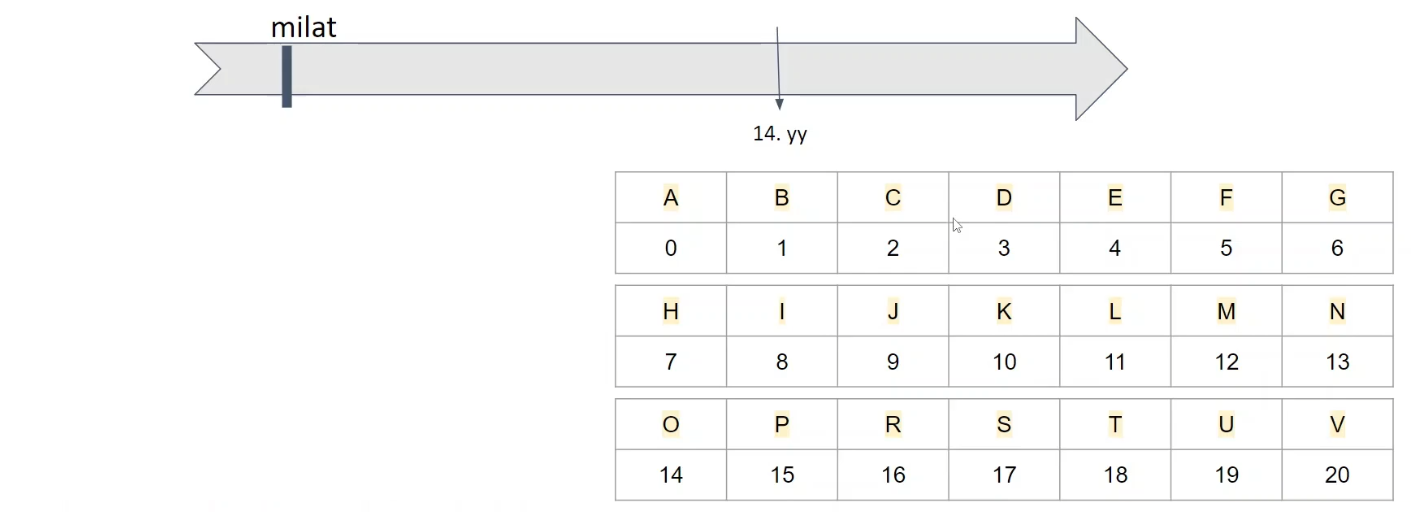 milat
14. yy
A B C D E F G
0 1 2 3 4 5 6
H I J K L M N
7 8 9 10 11 12 13
O P R S T U V
14 15 16 17 18 19 20